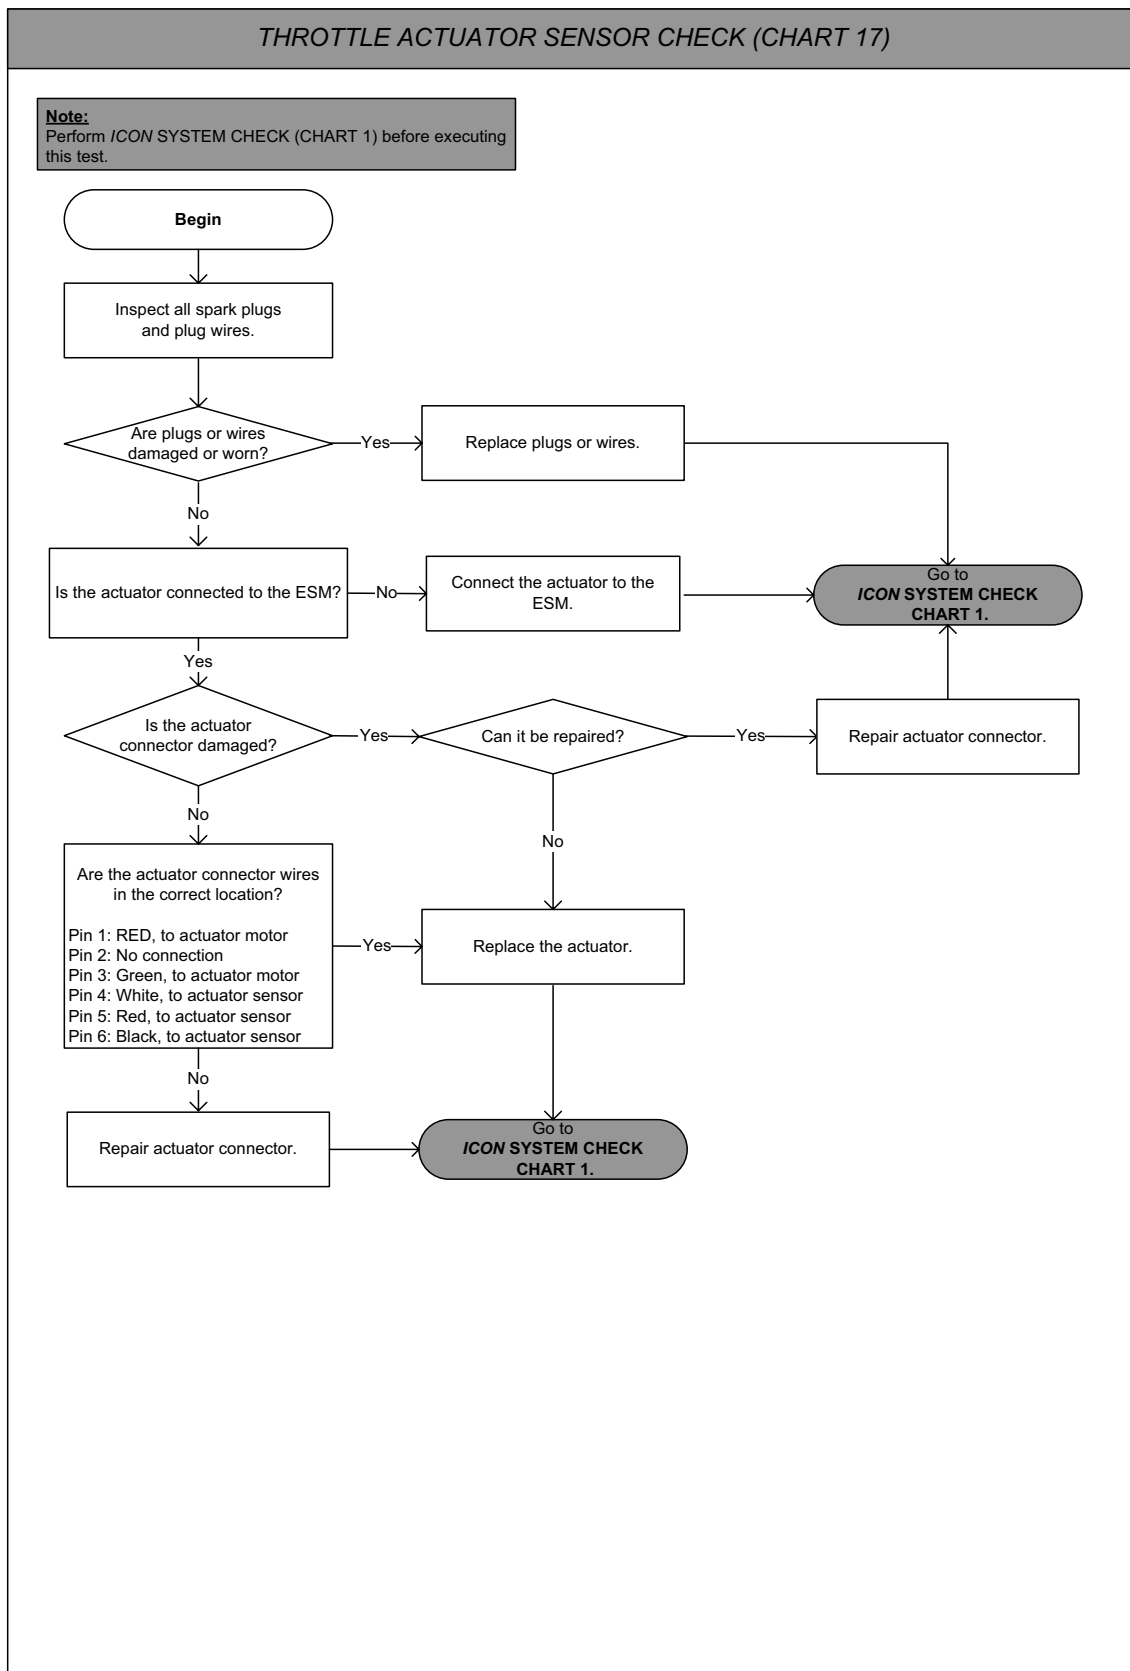 THROTTLE ACTUATOR SENSOR CHECK (CHART 17)
Note:
Perform ICON SYSTEM CHECK (CHART 1) before executing
this test.
Begin
Inspect all spark plugs
and plug wires.
Are plugs or wires
damaged or worn?
Yes
Replace plugs or wires.
No
Is the actuator connected to the ESM?
No
Connect the actuator to the
ESM.
Go to
ICON SYSTEM CHECK
CHART 1.
Yes
Is the actuator
connector damaged?
Yes
Can it be repaired?
Yes
Repair actuator connector.
No
No
Are the actuator connector wires
in the correct location?
Pin 1: RED, to actuator motor
Pin 2: No connection
Pin 3: Green, to actuator motor
Pin 4: White, to actuator sensor
Pin 5: Red, to actuator sensor
Pin 6: Black, to actuator sensor
Yes
Replace the actuator.
No
Repair actuator connector.
Go to
ICON SYSTEM CHECK
CHART 1.